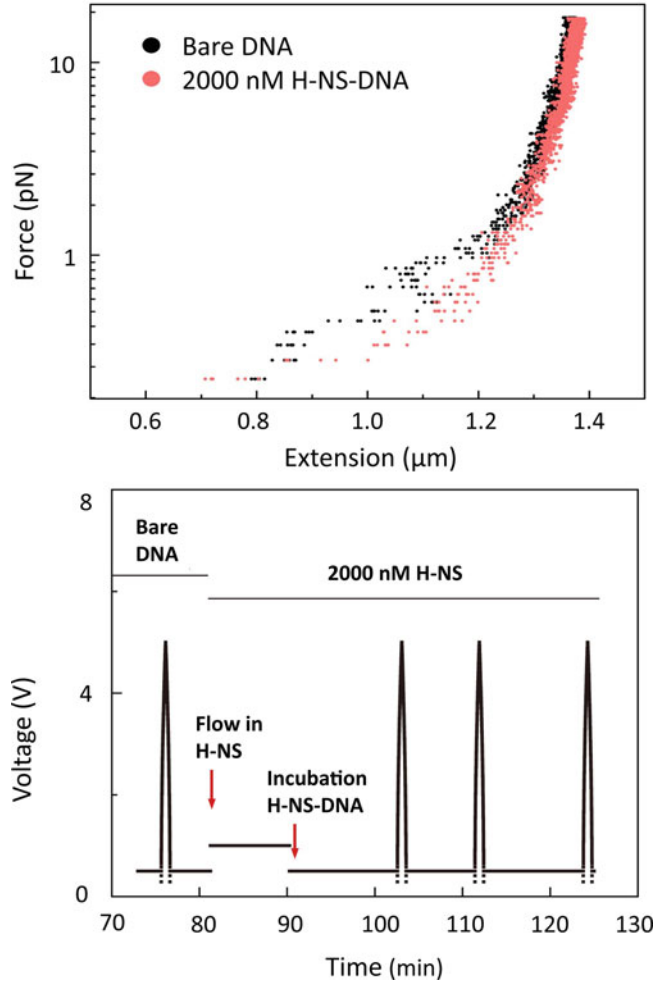 Bare DNA
2000 nM H-NS-DNA
10
1
Force (pN)
0.6
0.8
1.0
1.2
1.4
Extension (μm)
8
Bare
DNA
2000 nM H-NS
4
Flow in
H-NS
Incubation
H-NS-DNA
0
Voltage (V)
70
80
90
100
110
120
130
Time (min)